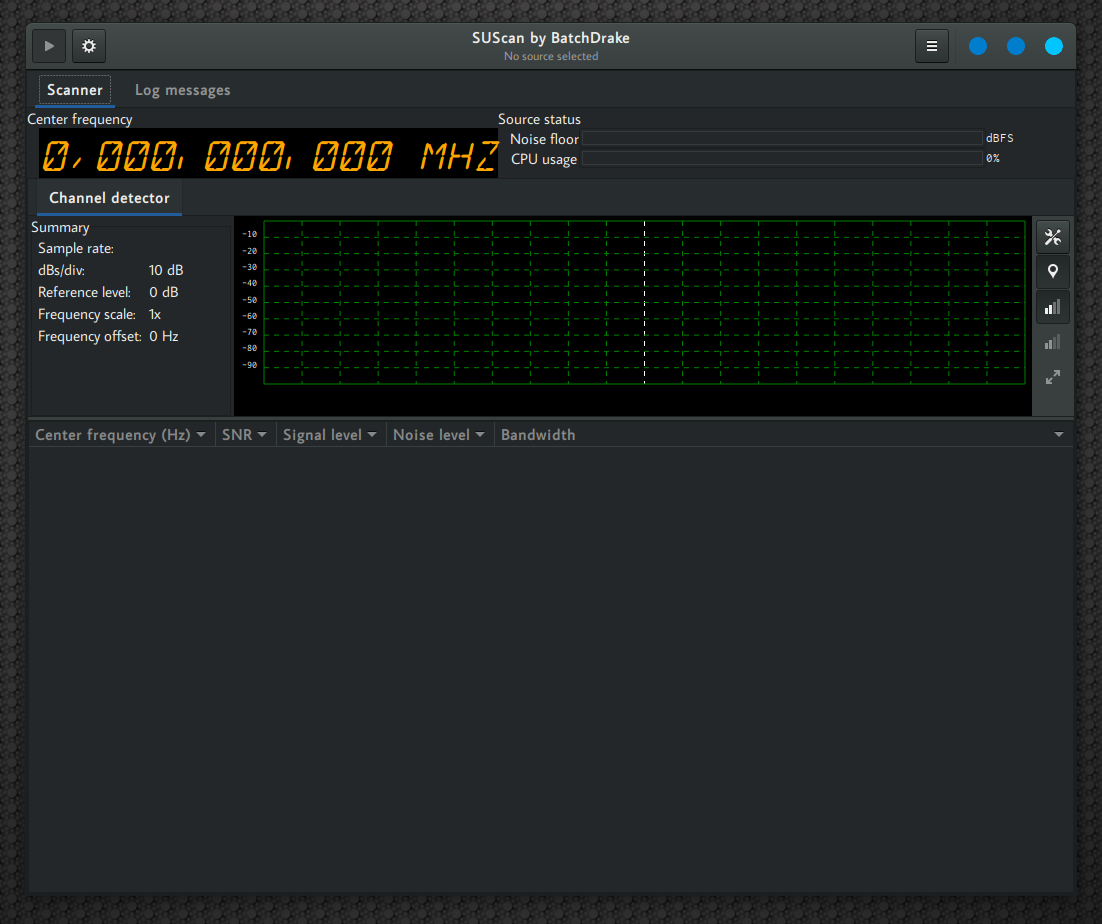 SUScan by BatchDrake
No source selected
Scanner
Log messages
Center frequency
0. 000. 000. 000 MHZ
Source status
Noise floor
dBFS
CPU usage
0%
Channel detector
Summary
Sample rate:
dBs/div: 10 dB
Reference level: 0 dB
Frequency scale: 1x
Frequency offset: 0 Hz
-10
-20
-30
-40
-50
-60
-70
-80
-90
Center frequency (Hz)
SNR
Signal level
Noise level
Bandwidth